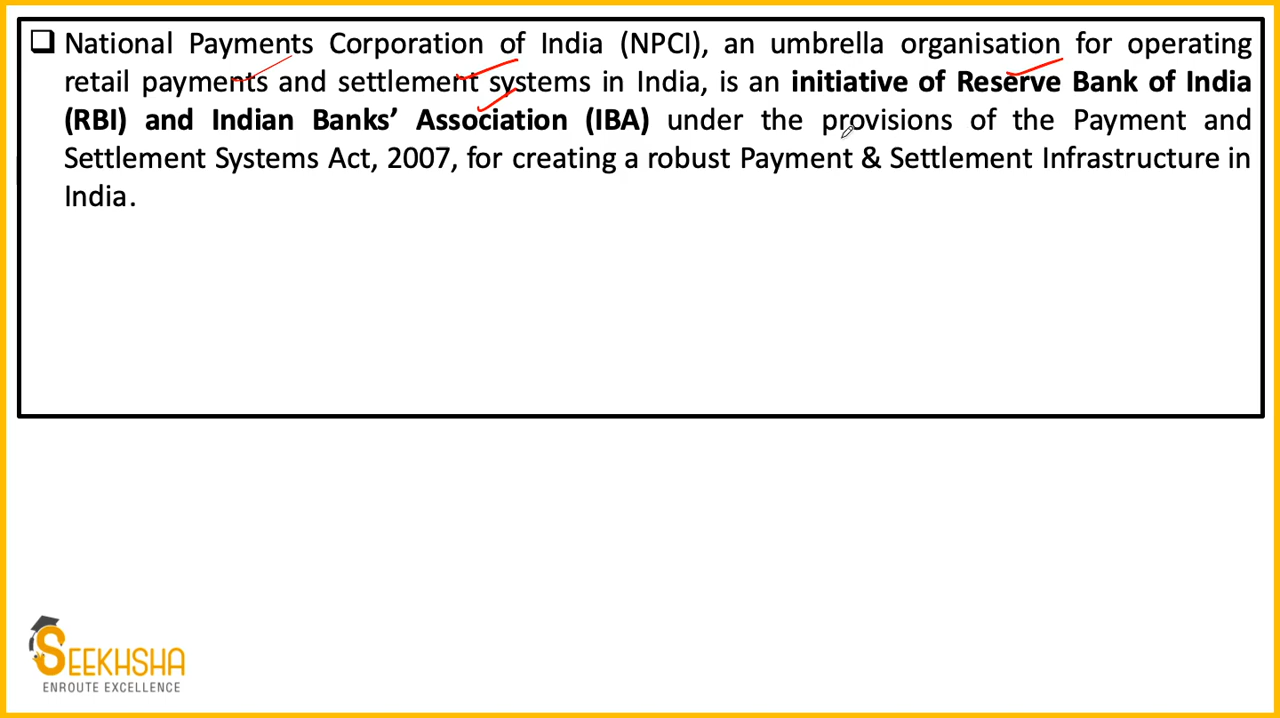 ❑ National Payments Corporation of India (NPCI), an umbrella organisation for operating
retail payments and settlement systems in India, is an initiative of Reserve Bank of India
(RBI) and Indian Banks’ Association (IBA) under the provisions of the Payment and
Settlement Systems Act, 2007, for creating a robust Payment & Settlement Infrastructure in
India.
SEEKHSHA
ENROUTE EXCELLENCE